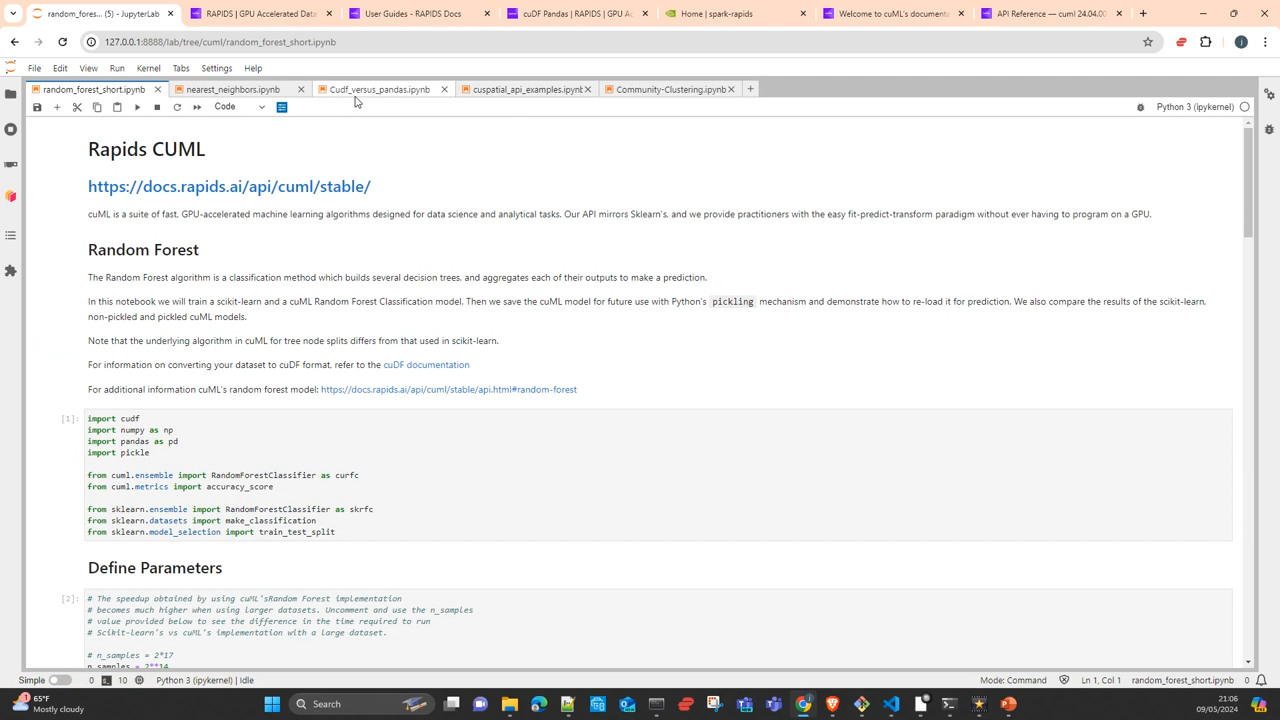 random_fores... (5) - JupyterLab
RAPIDS | GPU Accelerated Data
User Guides - RAPIDS Docs
cuDF Pandas | RAPIDS | GPU Ac
Home | spark-rapids
Welcome to cuML's documenta
API Reference — cuml 24.04.00
127.0.0.1:8888/lab/tree/cuml/random_forest_short.ipynb
File Edit View Run Kernel Tabs Settings Help
random_forest_short.ipynb
nearest_neighbors.ipynb
Cudf_versus_pandas.ipynb
cuspatial_api_examples.ipynb
Community-Clustering.ipynb
Code
Python 3 (ipykernel)
Rapids CUML
https://docs.rapids.ai/api/cuml/stable/
cuML is a suite of fast, GPU-accelerated machine learning algorithms designed for data science and analytical tasks. Our API mirrors Sklearn's, and we provide practitioners with the easy fit-predict-transform paradigm without ever having to program on a GPU.
Random Forest
The Random Forest algorithm is a classification method which builds several decision trees, and aggregates each of their outputs to make a prediction.
In this notebook we will train a scikit-learn and a cuML Random Forest Classification model. Then we save the cuML model for future use with Python's pickling mechanism and demonstrate how to re-load it for prediction. We also compare the results of the scikit-learn,
non-pickled and pickled cuML models.
Note that the underlying algorithm in cuML for tree node splits differs from that used in scikit-learn.
For information on converting your dataset to cuDF format, refer to the cuDF documentation
For additional information cuML's random forest model: https://docs.rapids.ai/api/cuml/stable/api.html#random-forest
[1]:
import cudf
import numpy as np
import pandas as pd
import pickle
from cuml.ensemble import RandomForestClassifier as curfc
from cuml.metrics import accuracy_score
from sklearn.ensemble import RandomForestClassifier as skrfc
from sklearn.datasets import make_classification
from sklearn.model_selection import train_test_split
Define Parameters
[2]:
# The speedup obtained by using cuML'sRandom Forest implementation
# becomes much higher when using larger datasets. Uncomment and use the n_samples
# value provided below to see the difference in the time required to run
# Scikit-learn's vs cuML's implementation with a large dataset.
# n_samples = 2*17
n_samples = 2**14
Simple 0 10 Python 3 (ipykernel) | Idle
Mode: Command Ln 1, Col 1 random_forest_short.ipynb 0
1
65°F
Mostly cloudy
Search
21:06
09/05/2024